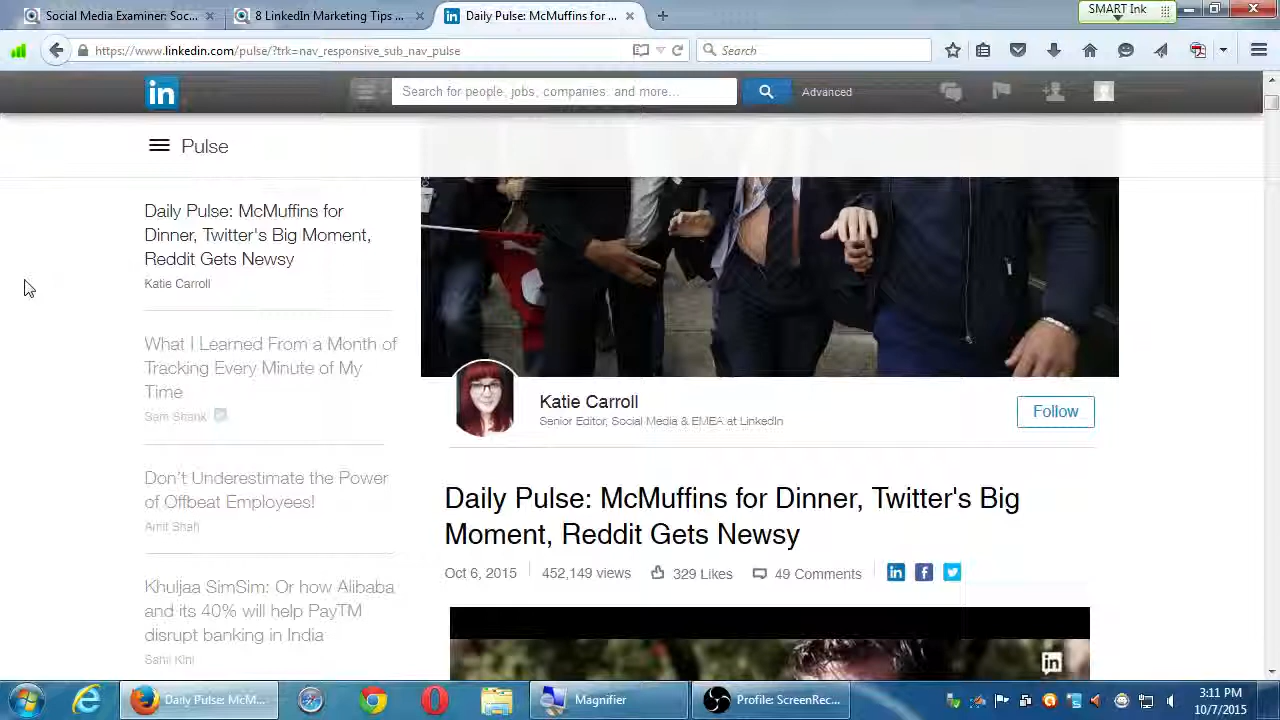 Social Media Examiner: ...
8 LinkedIn Marketing Tips ...
Daily Pulse: McMuffins for ...
SMART Ink
https://www.linkedin.com/pulse/?trk=nav_responsive_sub_nav_pulse
Search
in
Search for people, jobs, companies, and more...
Advanced
Pulse
Daily Pulse: McMuffins for
Dinner, Twitter's Big Moment,
Reddit Gets Newsy
Katie Carroll
What I Learned From a Month of
Tracking Every Minute of My
Time
Sam Shank
Don't Underestimate the Power
of Offbeat Employees!
Amit Shah
Khuljaa Sim Sim: Or how Alibaba
and its 40% will help PayTM
disrupt banking in India
Sahil Kini
Katie Carroll
Senior Editor, Social Media & EMEA at LinkedIn
Follow
Daily Pulse: McMuffins for Dinner, Twitter's Big
Moment, Reddit Gets Newsy
Oct 6, 2015 452,149 views 329 Likes 49 Comments
in
Daily Pulse: McM...
Magnifier
Profile: ScreenRec...
3:11 PM
10/7/2015